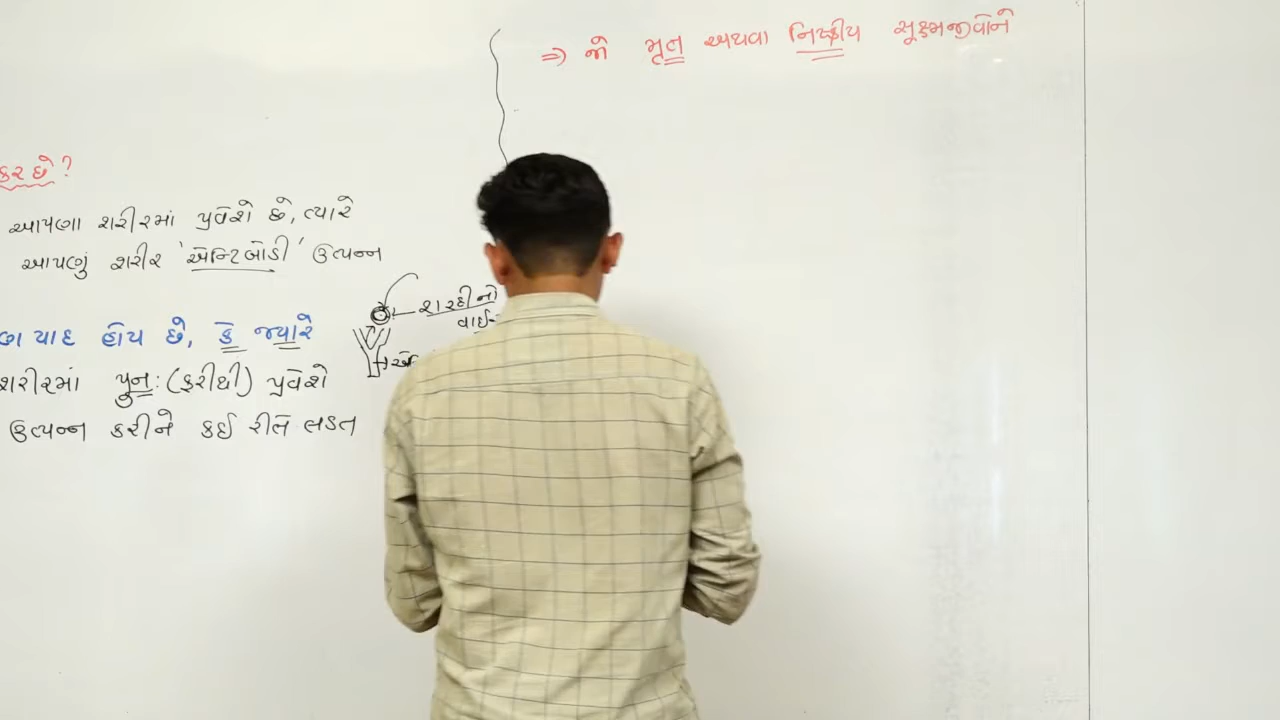 કરે છે?
આપણા શરીરમાં પ્રવેશે છે, ત્યારે
આપણું શરીર 'એન્ટિબોડી' ઉત્પન્ન
યાદ હોય છે, કે જ્યારે
શરીરમાં પુન: (ફરીથી) પ્રવેશે
ઉત્પન્ન કરીને કઈ રીતે લડત
શરદીનો
⇒ જો મૃત અથવા નિષ્ક્રીય સૂક્ષ્મજીવોને